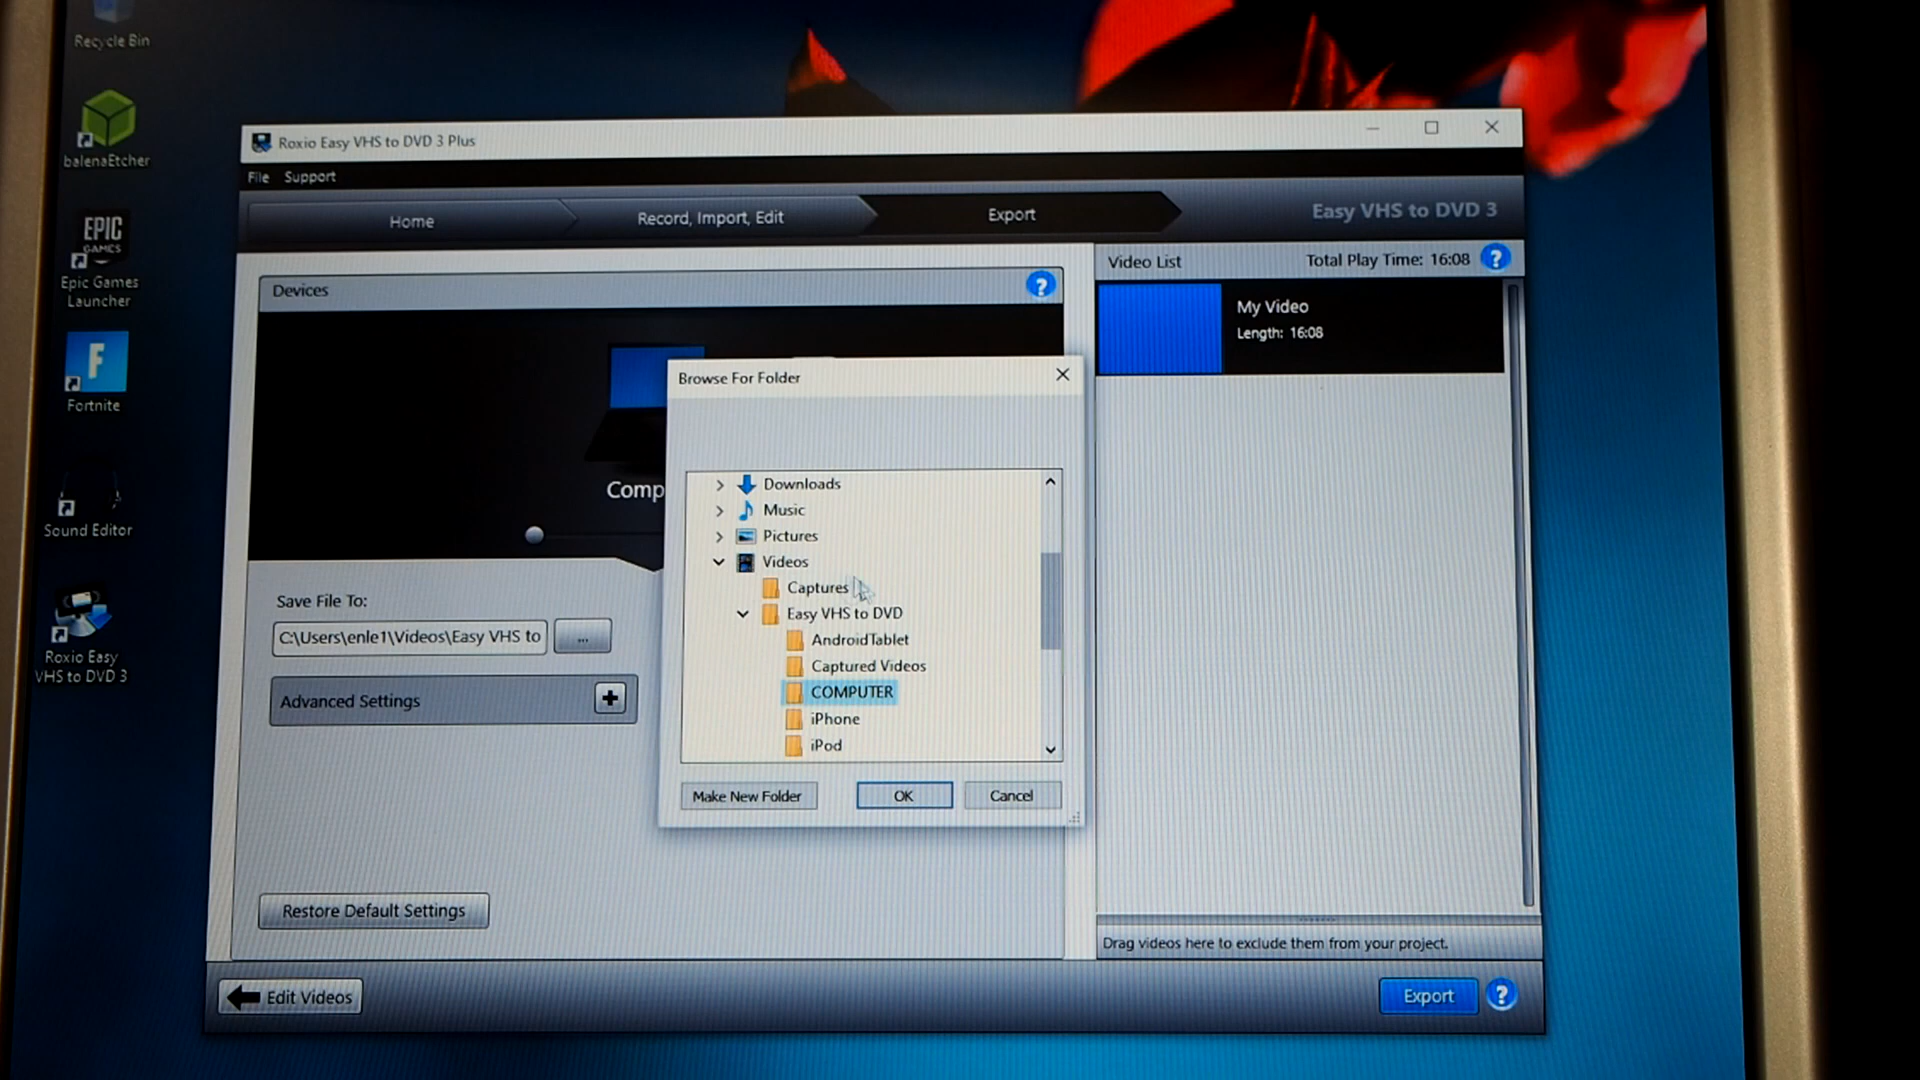 Recycle Bin
balenaEtcher
EPIC
GAMES
Epic Games
Launcher
F
Fortnite
Sound Editor
Roxio Easy
VHS to DVD 3
Roxio Easy VHS to DVD 3 Plus
File Support
Home
Record, Import, Edit
Export
Easy VHS to DVD 3
Devices
?
Comp
Save File To:
C:\Users\enle1\Videos\Easy VHS to
...
Advanced Settings
+
Restore Default Settings
Edit Videos
Browse For Folder
Downloads
Music
Pictures
Videos
Captures
Easy VHS to DVD
AndroidTablet
Captured Videos
COMPUTER
iPhone
iPod
Make New Folder
OK
Cancel
Video List
Total Play Time: 16:08
?
My Video
Length: 16:08
Drag videos here to exclude them from your project.
Export
?